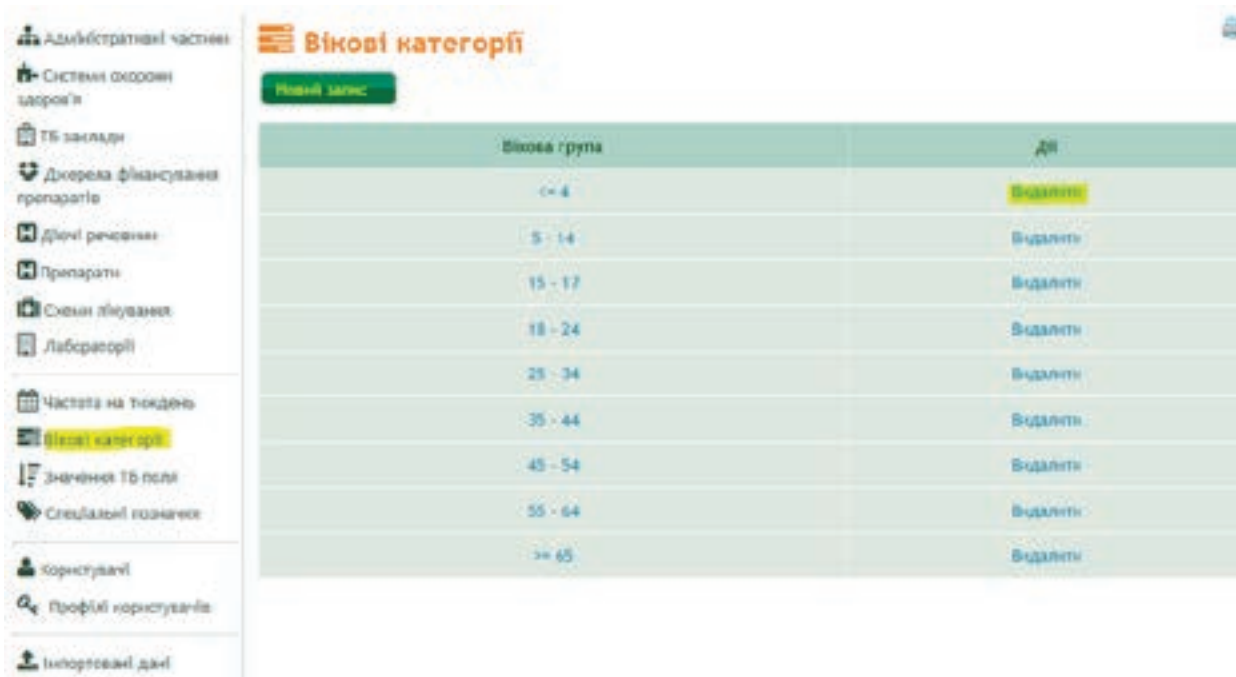 Адміністративні частини
Системи охорони
здоров'я
ТБ заклади
Джерела фінансування
препаратів
Діючі речовини
Препарати
Схеми лікування
Лабораторії
Частота на тиждень
Вікові категорії
Значення ТБ поля
Спеціальні позначки
Користувачі
Профілі користувачів
Імпортовані дані
Вікові категорії
Новий запис
Вікова група Дії
<= 4 Видалити
5 - 14 Видалити
15 - 17 Видалити
18 - 24 Видалити
25 - 34 Видалити
35 - 44 Видалити
45 - 54 Видалити
55 - 64 Видалити
>= 65 Видалити